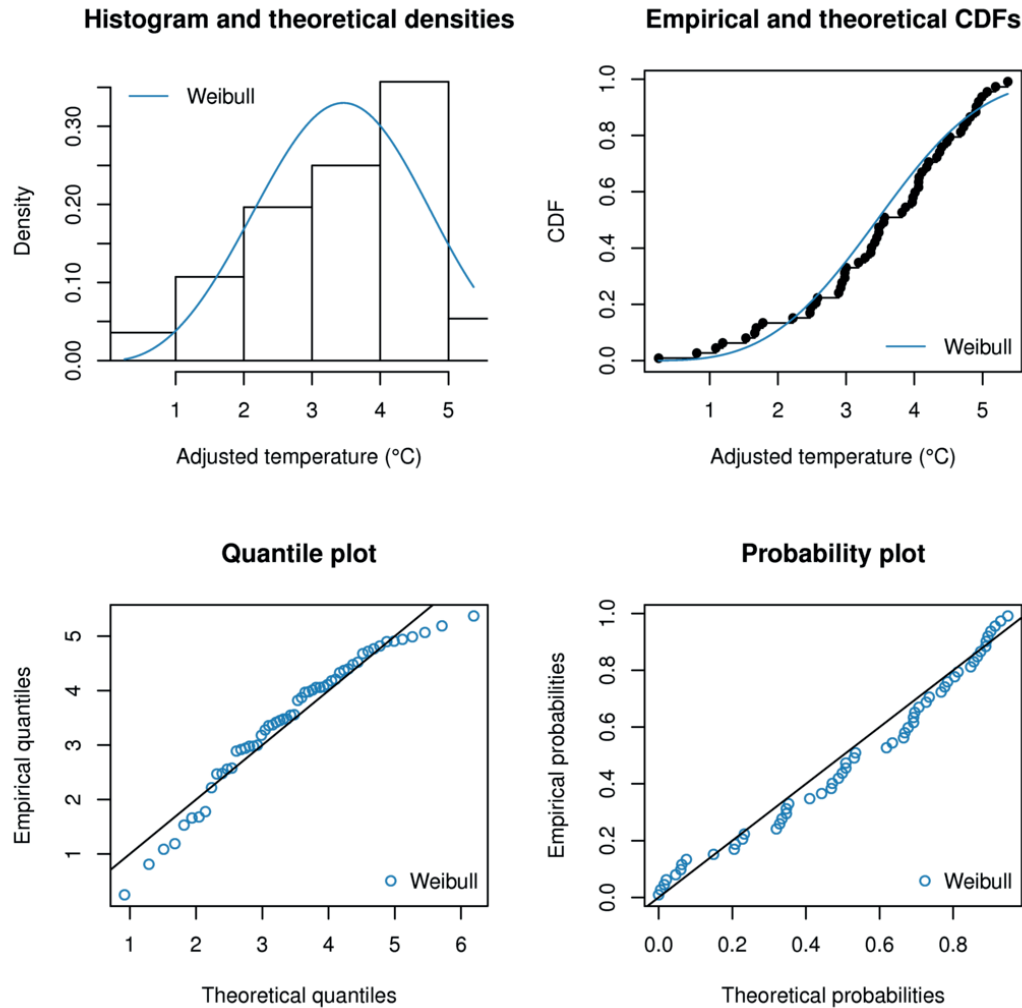 Histogram and theoretical densities
Weibull
Density
0.00
0.10
0.20
0.30
1 2 3 4 5
Adjusted temperature (°C)
Empirical and theoretical CDFs
CDF
0.0
0.2
0.4
0.6
0.8
1.0
Weibull
1 2 3 4 5
Adjusted temperature (°C)
Quantile plot
Empirical quantiles
5
4
3
2
1
Weibull
1 2 3 4 5 6
Theoretical quantiles
Probability plot
Empirical probabilities
0.0
0.2
0.4
0.6
0.8
1.0
Weibull
0.0 0.2 0.4 0.6 0.8
Theoretical probabilities